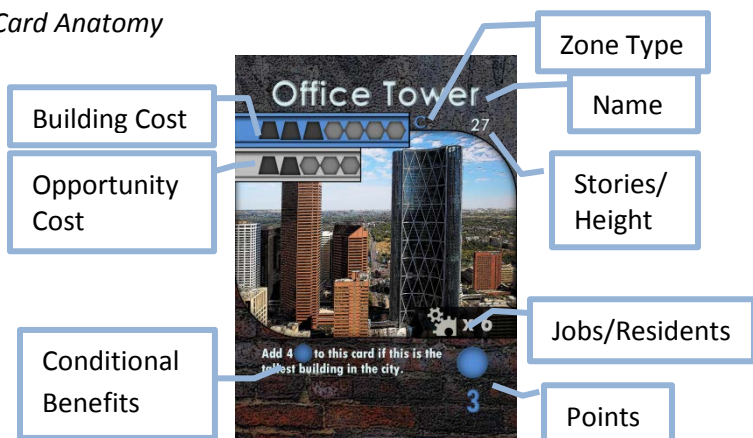 Card Anatomy
Zone Type
Office Tower
Name
Building Cost
C
27
Opportunity
Cost
Stories/
Height
x 6
Jobs/Residents
Conditional
Benefits
Add 4 to this card if this is the
tallest building in the city.
3
Points